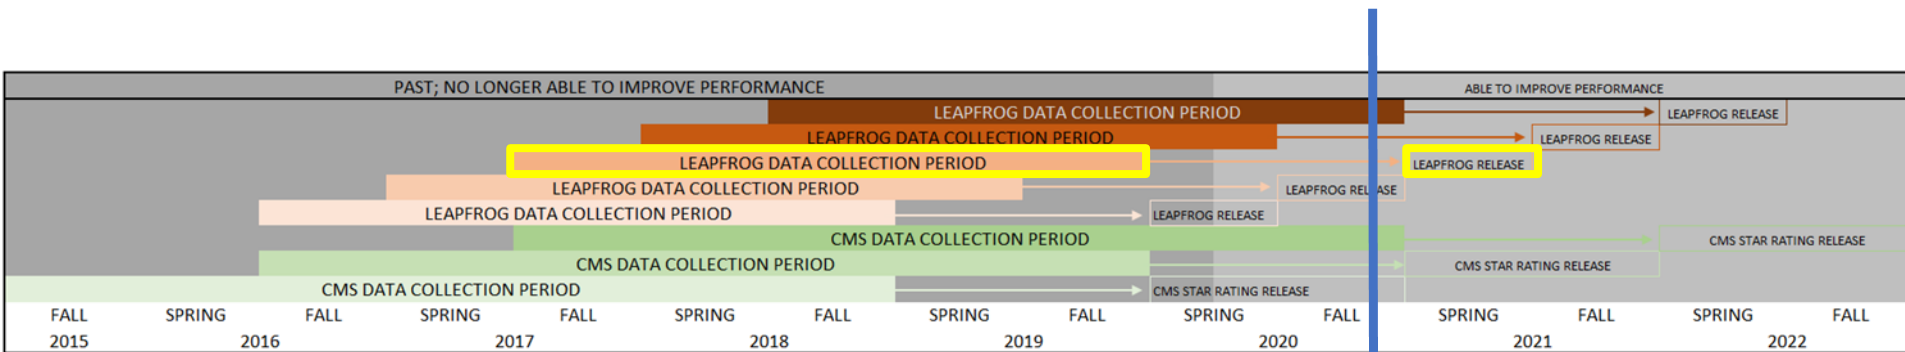 PAST; NO LONGER ABLE TO IMPROVE PERFORMANCE
ABLE TO IMPROVE PERFORMANCE
LEAPFROG DATA COLLECTION PERIOD
LEAPFROG RELEASE
LEAPFROG DATA COLLECTION PERIOD
LEAPFROG RELEASE
LEAPFROG DATA COLLECTION PERIOD
LEAPFROG RELEASE
LEAPFROG DATA COLLECTION PERIOD
LEAPFROG RELEASE
LEAPFROG DATA COLLECTION PERIOD
LEAPFROG RELEASE
CMS DATA COLLECTION PERIOD
CMS STAR RATING RELEASE
CMS DATA COLLECTION PERIOD
CMS STAR RATING RELEASE
CMS DATA COLLECTION PERIOD
CMS STAR RATING RELEASE
FALL SPRING FALL SPRING FALL SPRING FALL SPRING FALL SPRING FALL SPRING FALL SPRING FALL
2015 2016 2017 2018 2019 2020 2021 2022